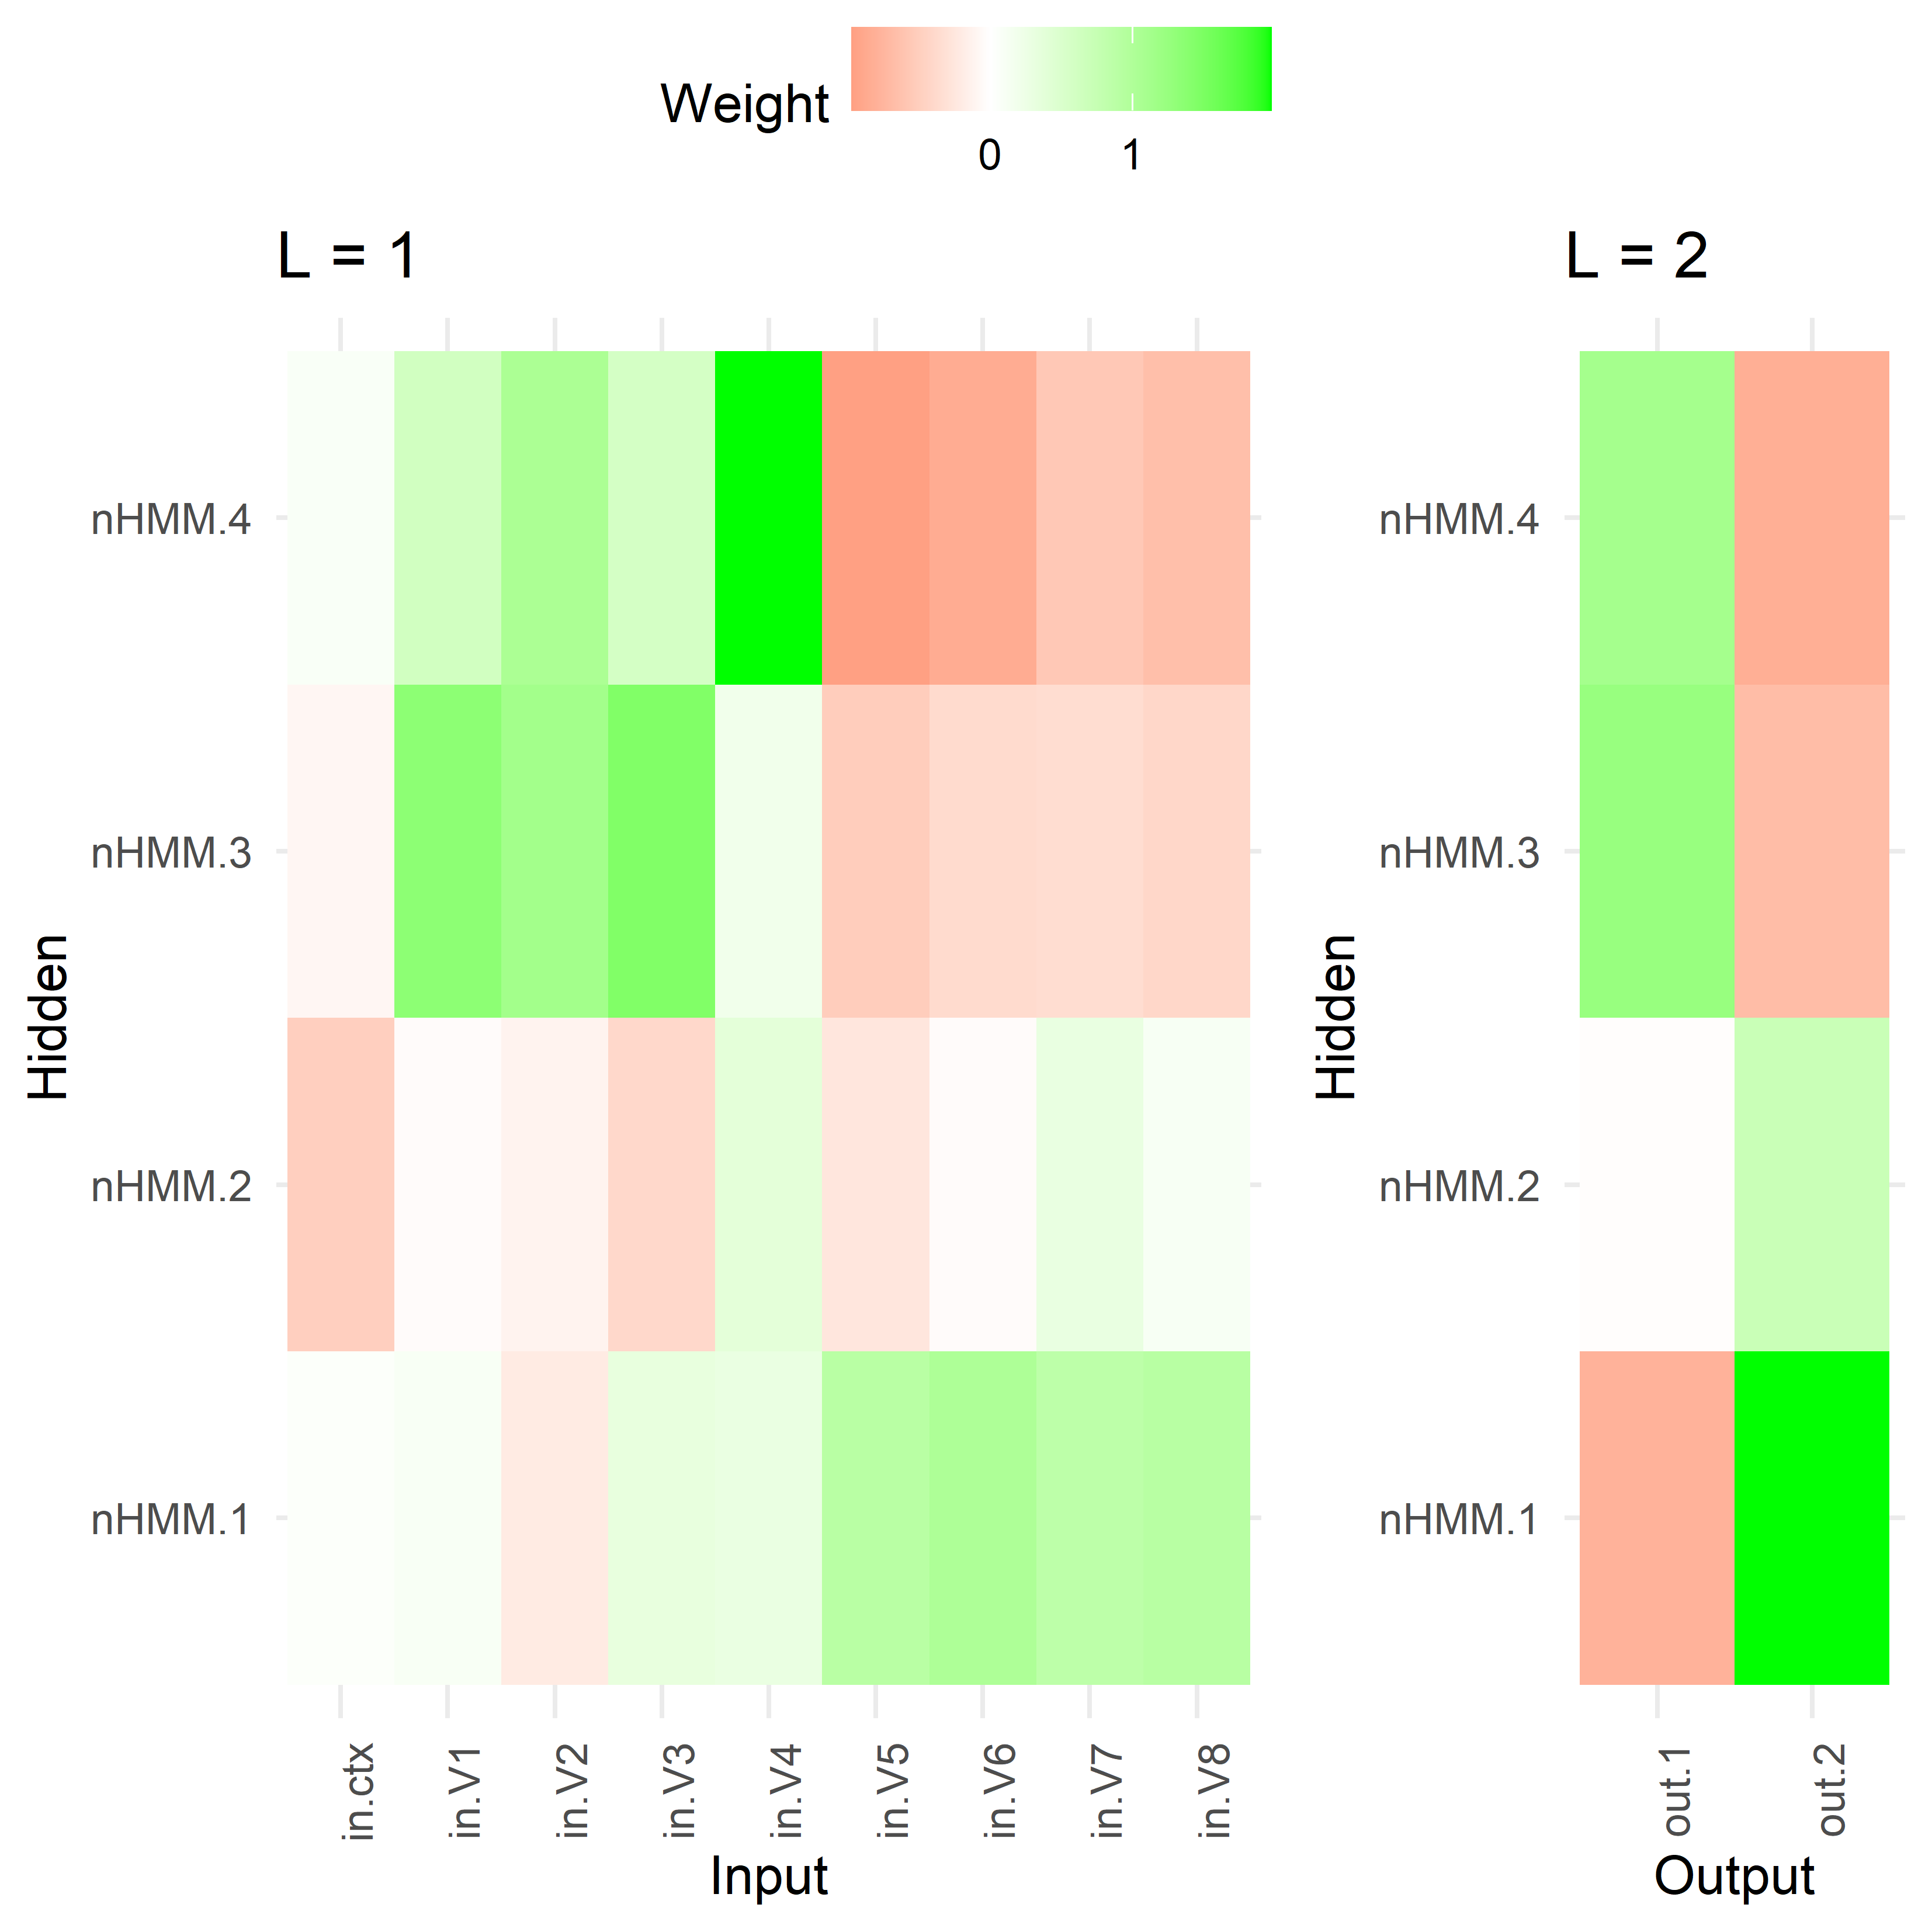 Weight
0 1
L = 1
nHMM.4
nHMM.3
nHMM.2
nHMM.1
Hidden
in.ctx
in.V1
in.V2
in.V3
in.V4
in.V5
in.V6
in.V7
in.V8
Input
L = 2
nHMM.4
nHMM.3
nHMM.2
nHMM.1
Hidden
out.1
out.2
Output